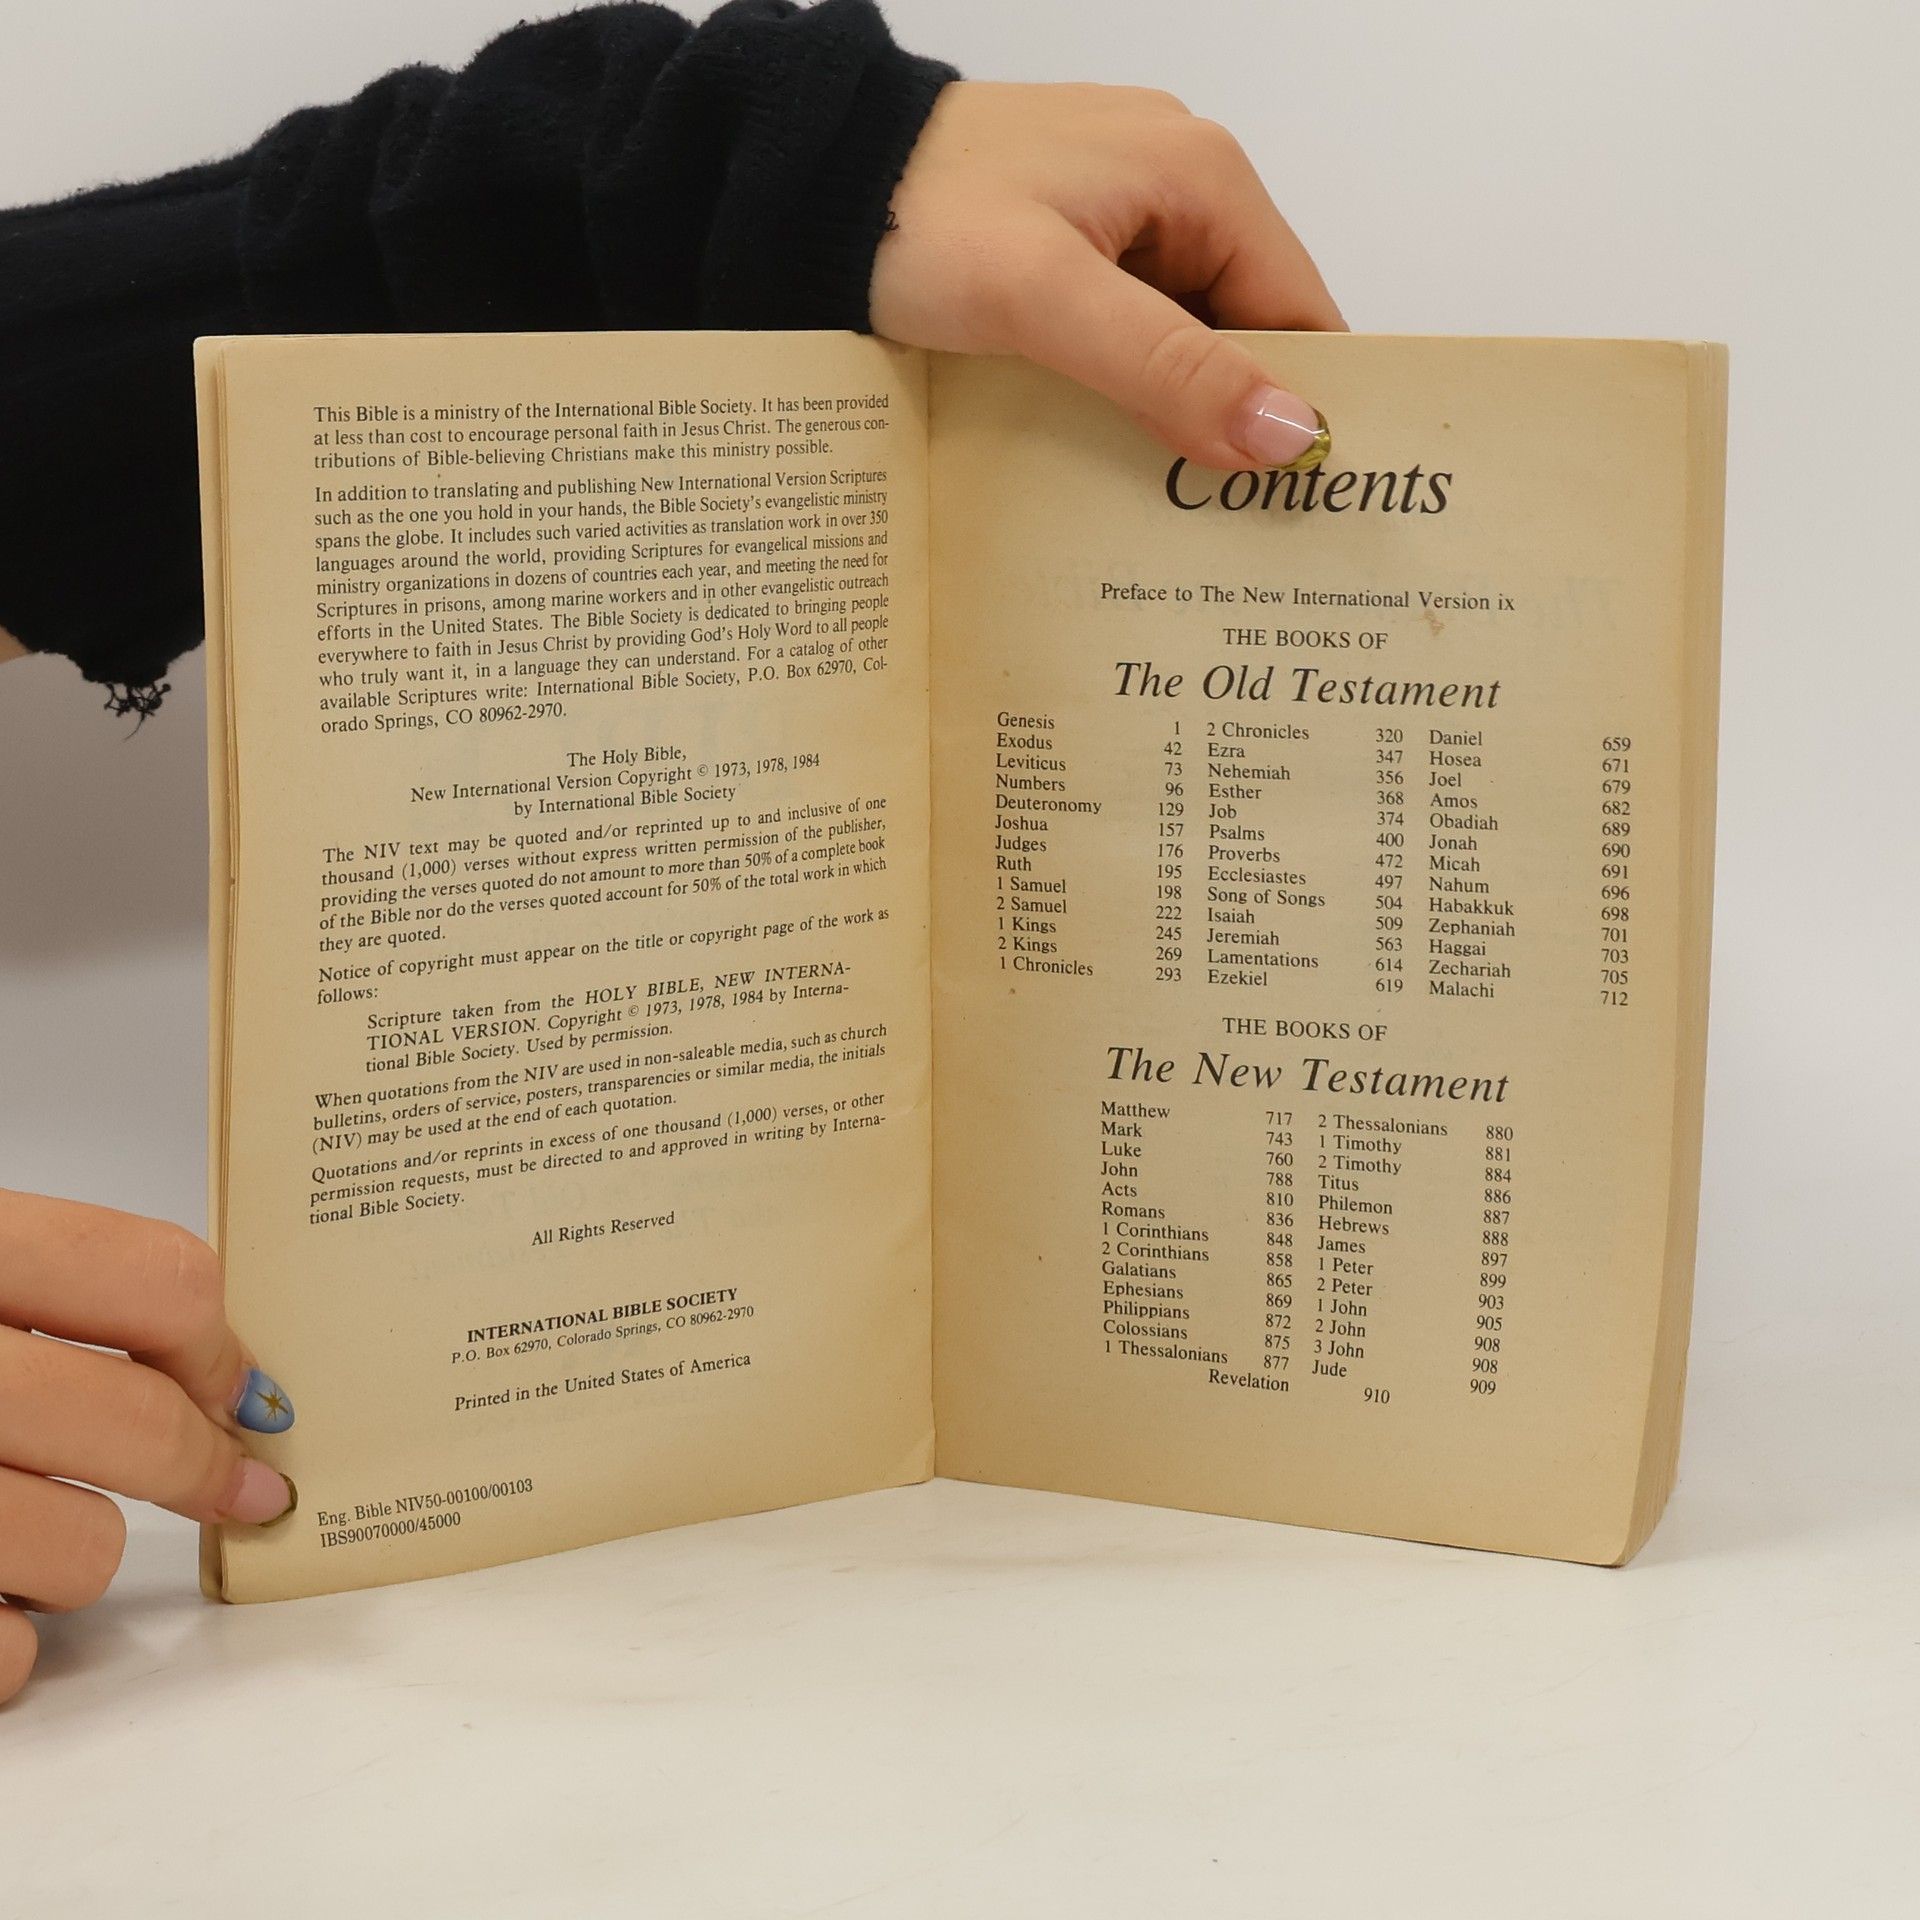 This Bible is a ministry of the International Bible Society. It has been provided
at less than cost to encourage personal faith in Jesus Christ. The generous con-
tributions of Bible-believing Christians make this ministry possible.
In addition to translating and publishing New International Version Scriptures
such as the one you hold in your hands, the Bible Society's evangelistic ministry
spans the globe. It includes such varied activities as translation work in over 350
languages around the world, providing Scriptures for evangelical missions and
ministry organizations in dozens of countries each year, and meeting the need for
Scriptures in prisons, among marine workers and in other evangelistic outreach
efforts in the United States. The Bible Society is dedicated to bringing people
everywhere to faith in Jesus Christ by providing God's Holy Word to all people
who truly want it, in a language they can understand. For a catalog of other
available Scriptures write: International Bible Society, P.O. Box 62970, Col-
orado Springs, CO 80962-2970.
The Holy Bible,
New International Version Copyright © 1973, 1978, 1984
by International Bible Society
The NIV text may be quoted and/or reprinted up to and inclusive of one
thousand (1,000) verses without express written permission of the publisher,
providing the verses quoted do not amount to more than 50% of a complete book
of the Bible nor do the verses quoted account for 50% of the total work in which
they are quoted.
Notice of copyright must appear on the title or copyright page of the work as
follows:
Scripture taken from the HOLY BIBLE, NEW INTERNA-
TIONAL VERSION. Copyright © 1973, 1978, 1984 by Interna-
tional Bible Society. Used by permission.
When quotations from the NIV are used in non-saleable media, such as church
bulletins, orders of service, posters, transparencies or similar media, the initials
(NIV) may be used at the end of each quotation.
Quotations and/or reprints in excess of one thousand (1,000) verses, or other
permission requests, must be directed to and approved in writing by Interna-
tional Bible Society.
All Rights Reserved
INTERNATIONAL BIBLE SOCIETY
P.O. Box 62970, Colorado Springs, CO 80962-2970
Printed in the United States of America
Eng. Bible NIV50-00100/00103
IBS90070000/45000
Contents
Preface to The New International Version ix
THE BOOKS OF
The Old Testament
Genesis 1
Exodus 42
Leviticus 73
Numbers 96
Deuteronomy 129
Joshua 157
Judges 176
Ruth 195
1 Samuel 198
2 Samuel 222
1 Kings 245
2 Kings 269
1 Chronicles 293
2 Chronicles 320
Ezra 347
Nehemiah 356
Esther 368
Job 374
Psalms 400
Proverbs 472
Ecclesiastes 497
Song of Songs 504
Isaiah 509
Jeremiah 563
Lamentations 614
Ezekiel 619
Daniel 659
Hosea 671
Joel 679
Amos 682
Obadiah 689
Jonah 690
Micah 691
Nahum 696
Habakkuk 698
Zephaniah 701
Haggai 703
Zechariah 705
Malachi 712
THE BOOKS OF
The New Testament
Matthew 717
Mark 743
Luke 760
John 788
Acts 810
Romans 836
1 Corinthians 848
2 Corinthians 858
Galatians 865
Ephesians 869
Philippians 872
Colossians 875
1 Thessalonians 877
2 Thessalonians 880
1 Timothy 881
2 Timothy 884
Titus 886
Philemon 887
Hebrews 888
James 897
1 Peter 899
2 Peter 903
1 John 905
2 John 908
3 John 908
Jude 909
Revelation 910